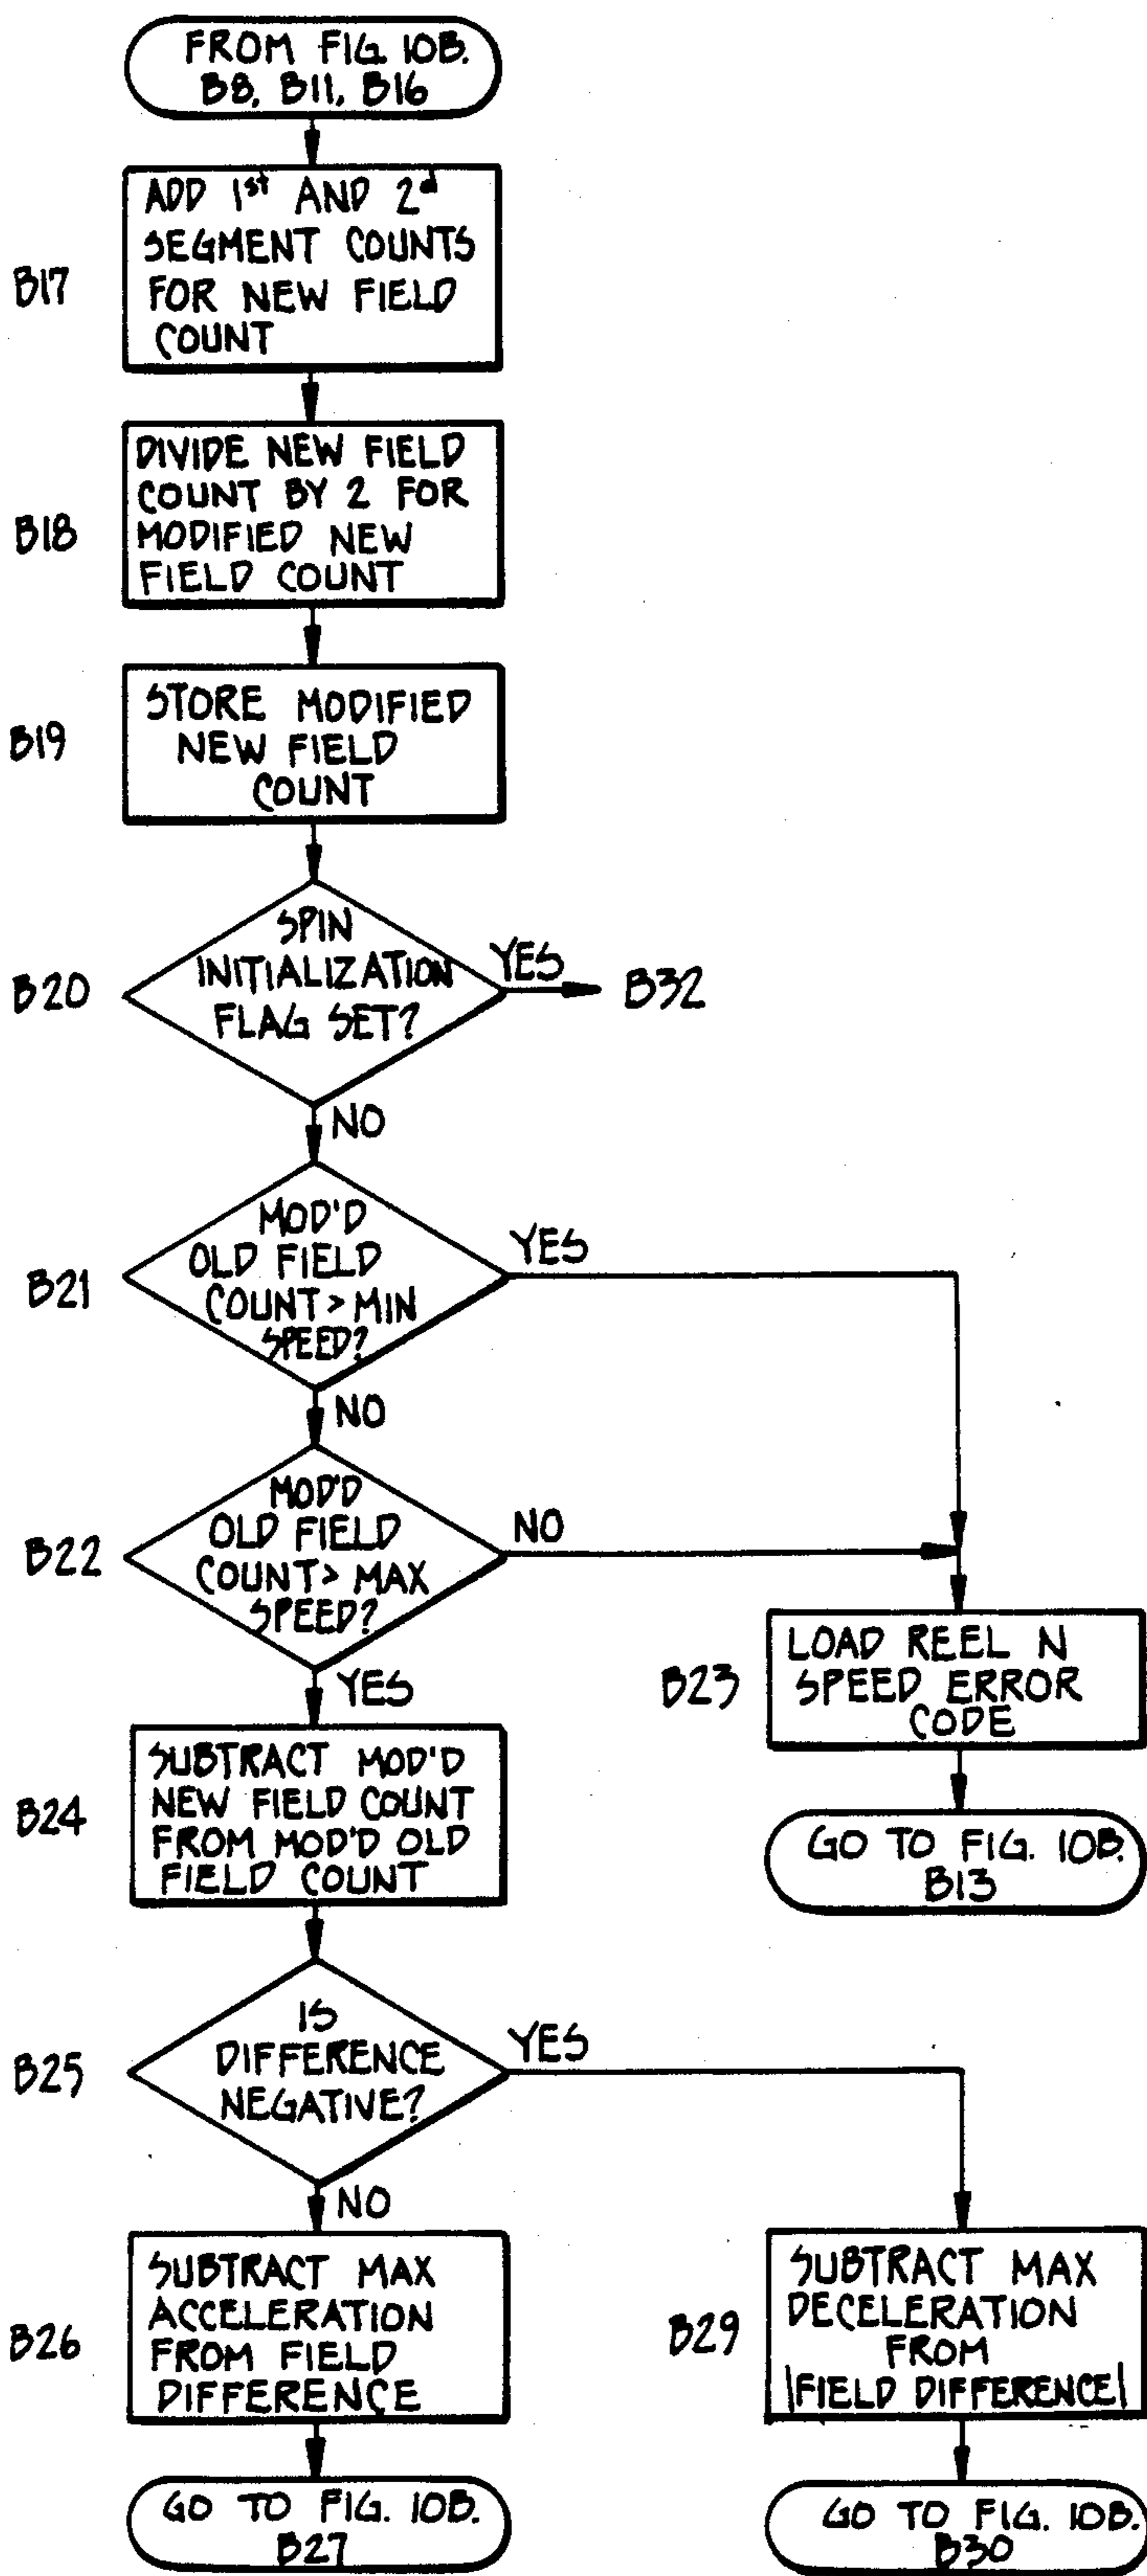 FROM FIG. 10B.
B8, B11, B16
B17
ADD 1st AND 2d
SEGMENT COUNTS
FOR NEW FIELD
COUNT
B18
DIVIDE NEW FIELD
COUNT BY 2 FOR
MODIFIED NEW
FIELD COUNT
B19
STORE MODIFIED
NEW FIELD
COUNT
B20
SPIN
INITIALIZATION
FLAG SET?
YES
B32
NO
B21
MOD'D
OLD FIELD
COUNT > MIN
SPEED?
YES
NO
B22
MOD'D
OLD FIELD
COUNT > MAX
SPEED?
NO
YES
B23
LOAD REEL N
SPEED ERROR
CODE
GO TO FIG. 10B.
B13
B24
SUBTRACT MOD'D
NEW FIELD COUNT
FROM MOD'D OLD
FIELD COUNT
B25
IS
DIFFERENCE
NEGATIVE?
YES
NO
B26
SUBTRACT MAX
ACCELERATION
FROM FIELD
DIFFERENCE
GO TO FIG. 10B.
B27
B29
SUBTRACT MAX
DECELERATION
FROM
|FIELD DIFFERENCE|
GO TO FIG. 10B.
B30